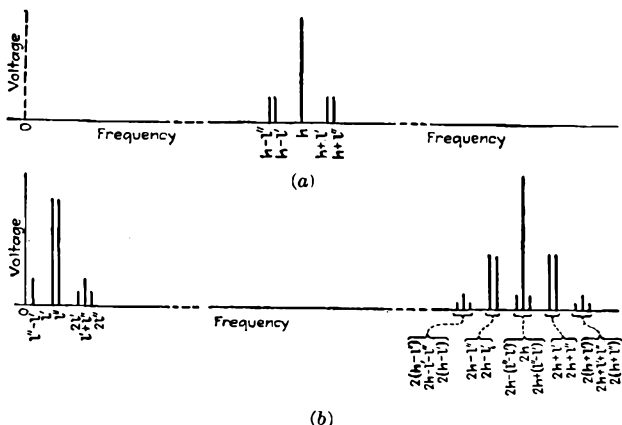 Voltage
0
Frequency
h-l''
h-l'
h
h+l'
h+l''
Frequency
(a)
Voltage
0
l''-l'
l'
l''
2l'
l'+l''
2l''
Frequency
2(h-l'')
2h-l'-l''
2(h-l')
2h-l''
2h-l'
2h-(l''-l')
2h
2h+(l''-l')
2h+l'
2h+l''
2(h+l')
2h+l'+l''
2(h+l'')
(b)